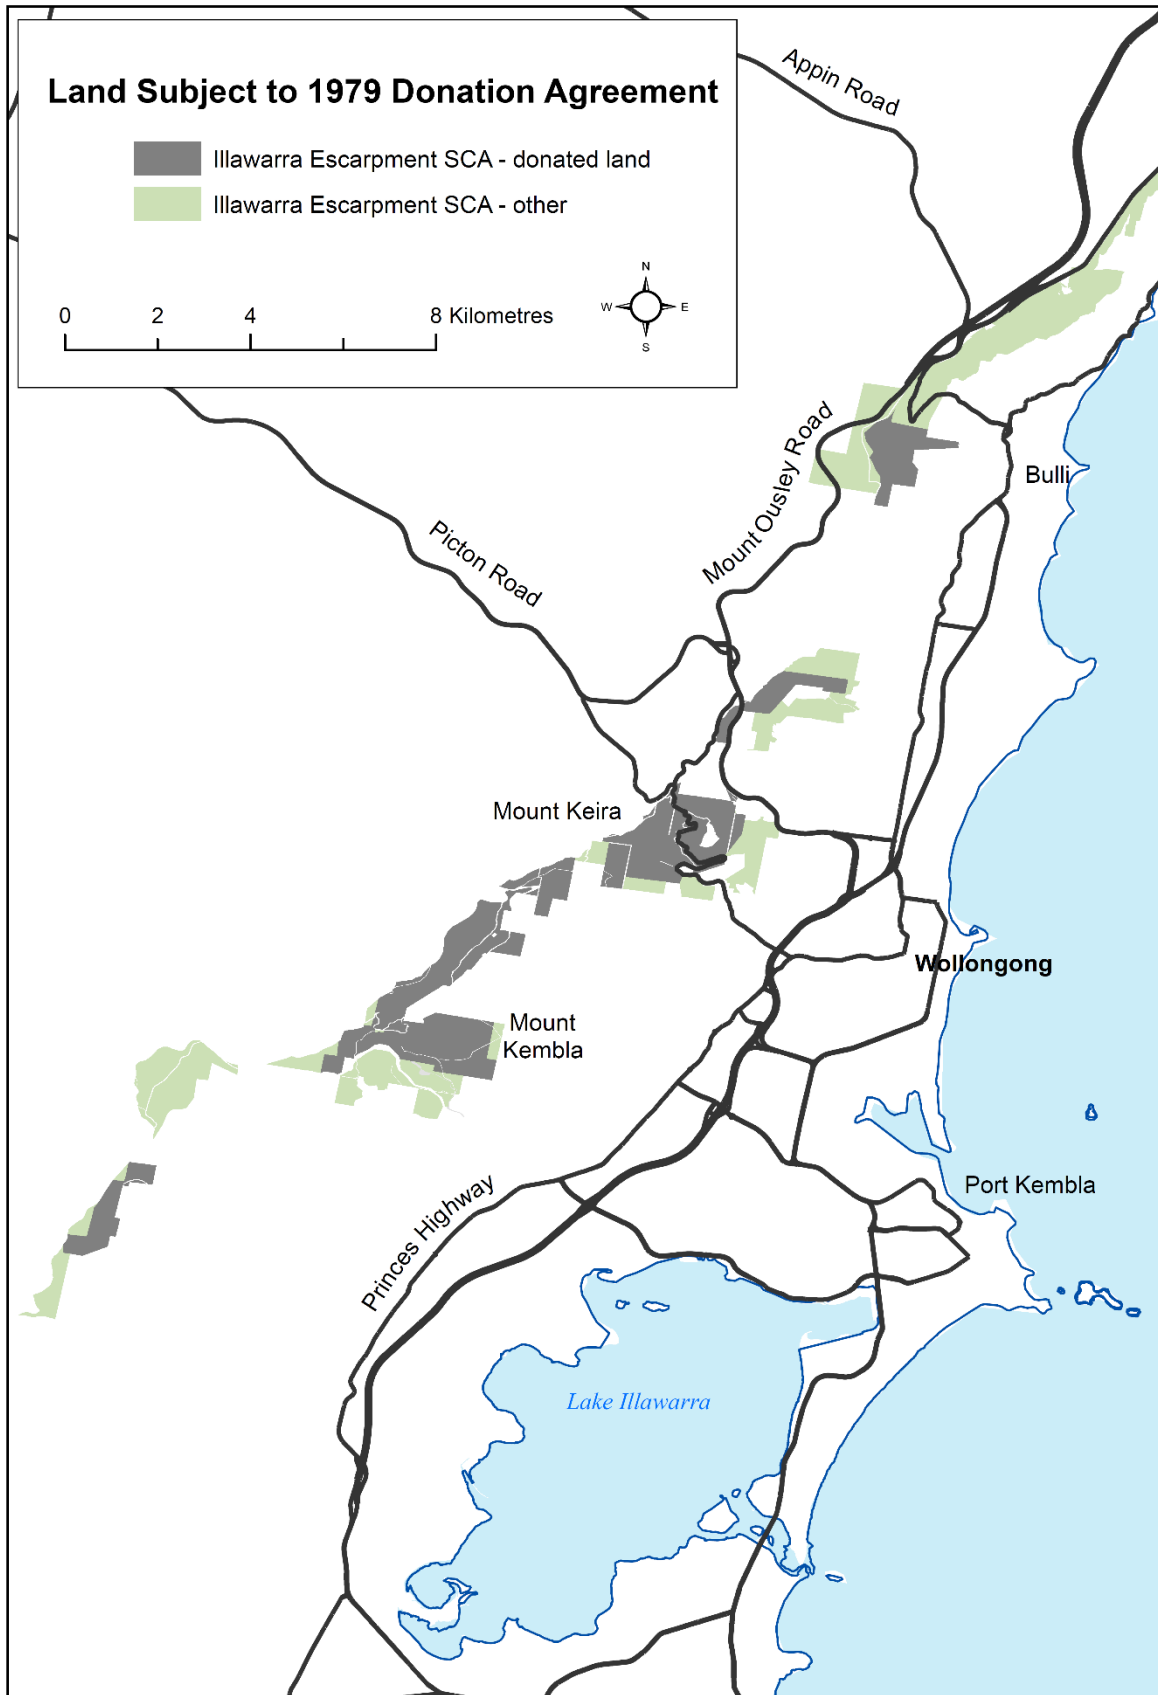 Land Subject to 1979 Donation Agreement
Illawarra Escarpment SCA - donated land
Illawarra Escarpment SCA - other
N
W E
S
0 2 4 8 Kilometres
Appin Road
Mount Ousley Road
Bulli
Picton Road
Mount Keira
Wollongong
Mount
Kembla
Port Kembla
Princes Highway
Lake Illawarra